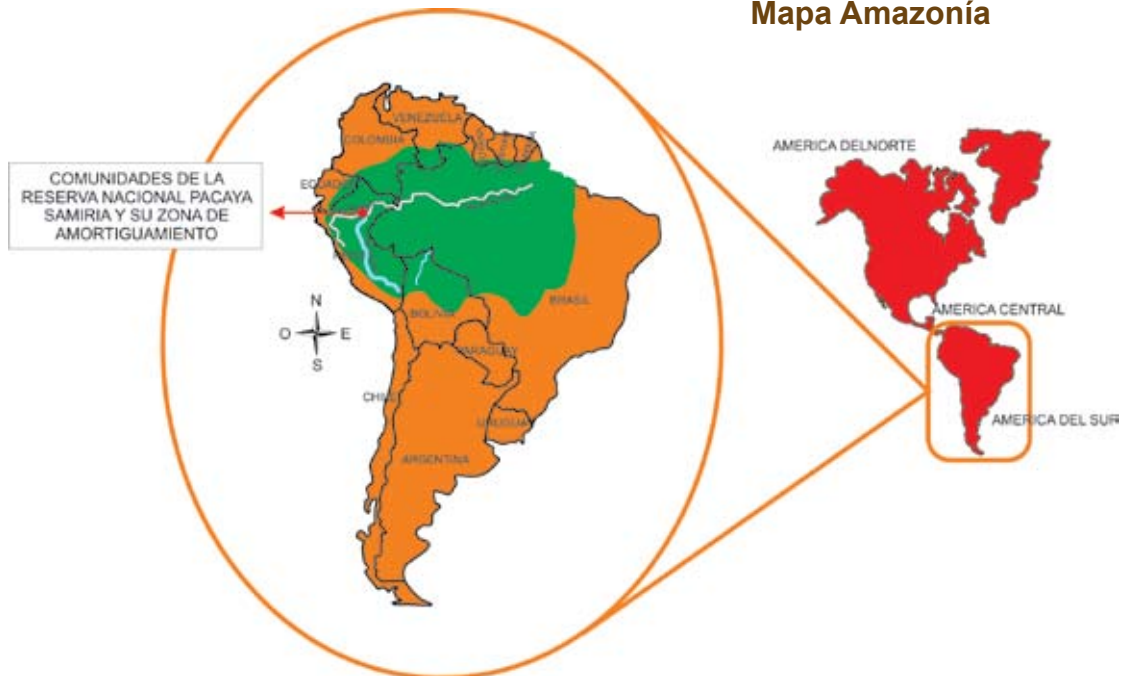 Mapa Amazonía
AMERICA DELNORTE
COMUNIDADES DE LA
RESERVA NACIONAL PACAYA
SAMIRIA Y SU ZONA DE
AMORTIGUAMIENTO
VENEZUELA
COLOMBIA
ECUADOR
BRASIL
BOLIVIA
PARAGUAY
CHILE
URUGUAY
ARGENTINA
N
O
E
S
AMERICA CENTRAL
AMERICA DEL SUR